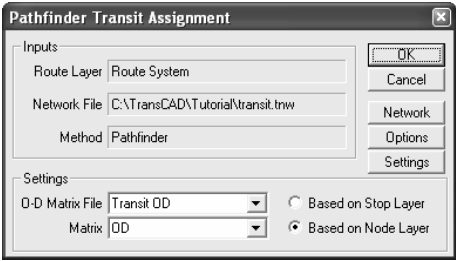 Pathfinder Transit Assignment
Inputs
Route Layer Route System
Network File C:\TransCAD\Tutorial\transit.tnw
Method Pathfinder
OK
Cancel
Network
Options
Settings
Settings
O-D Matrix File Transit OD
Based on Stop Layer
Matrix OD
Based on Node Layer